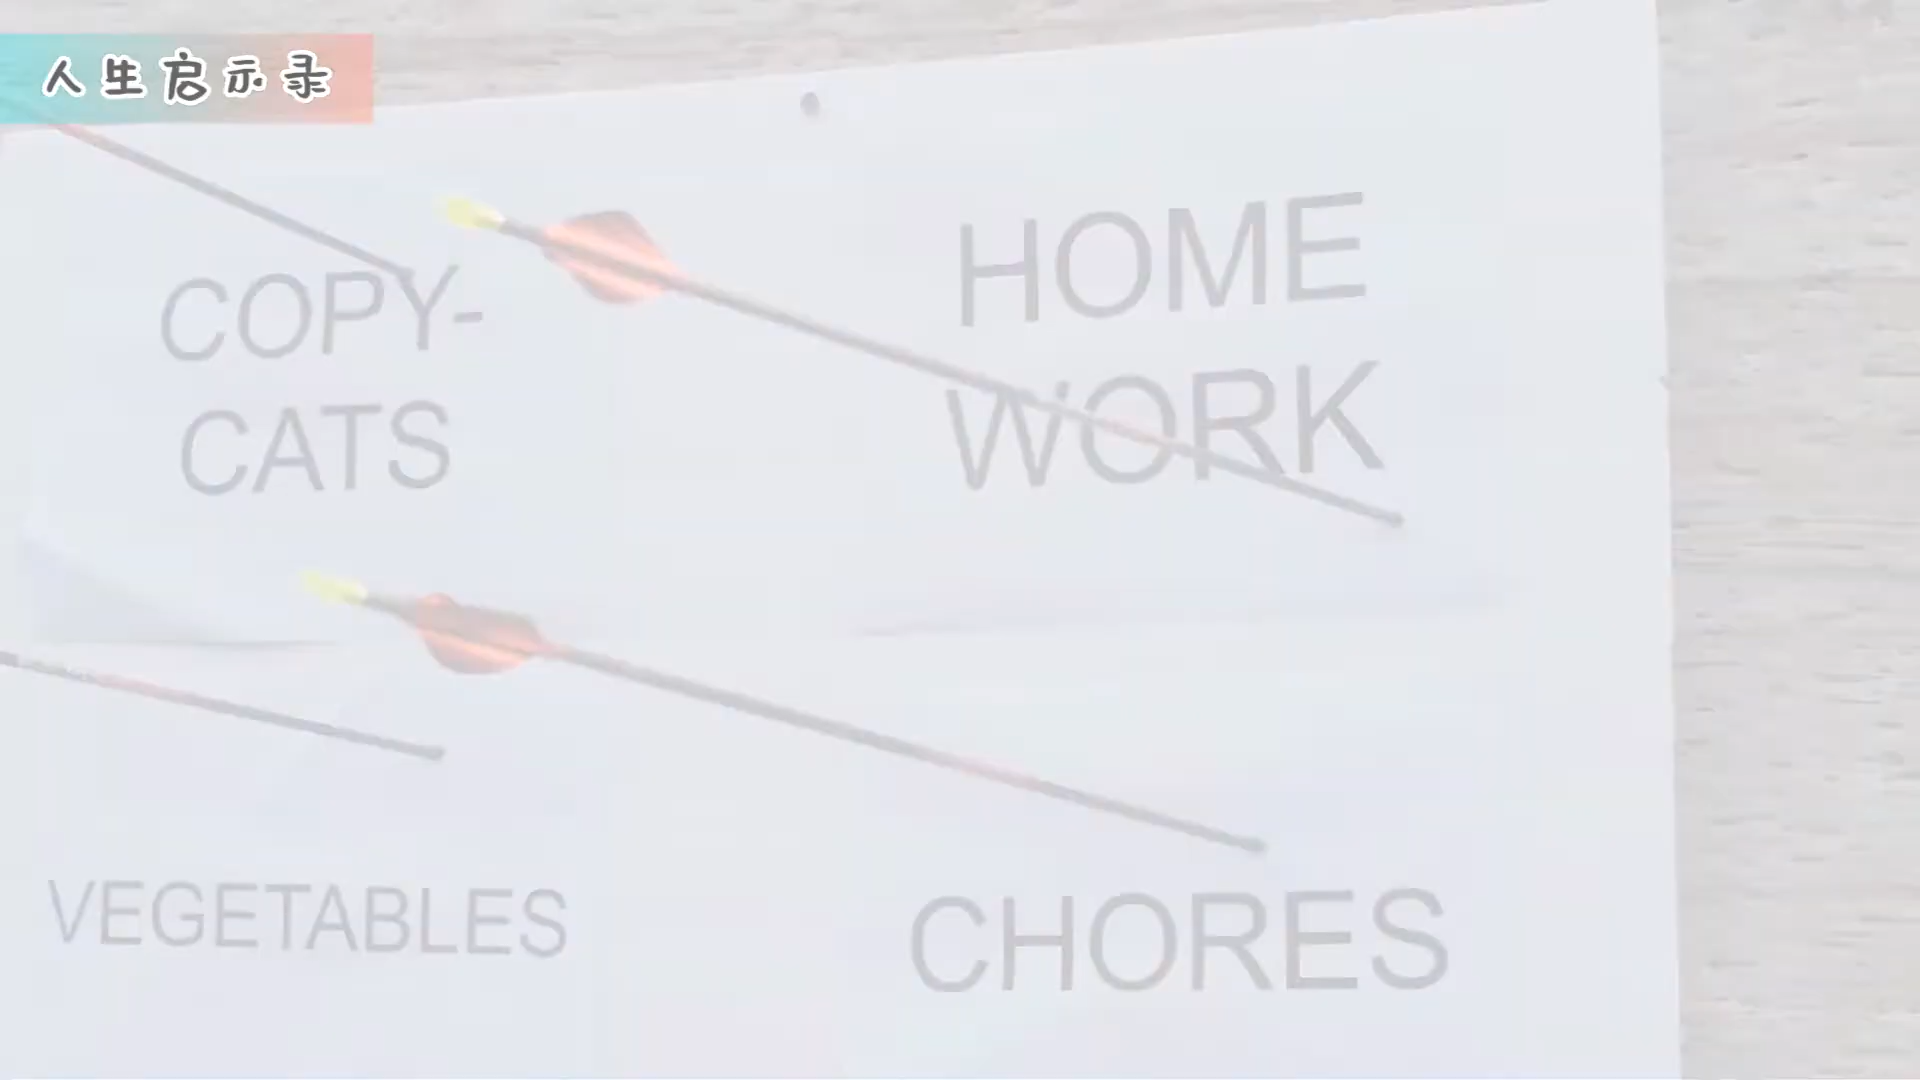 人生启示录
COPY-
CATS
HOME
WORK
VEGETABLES
CHORES